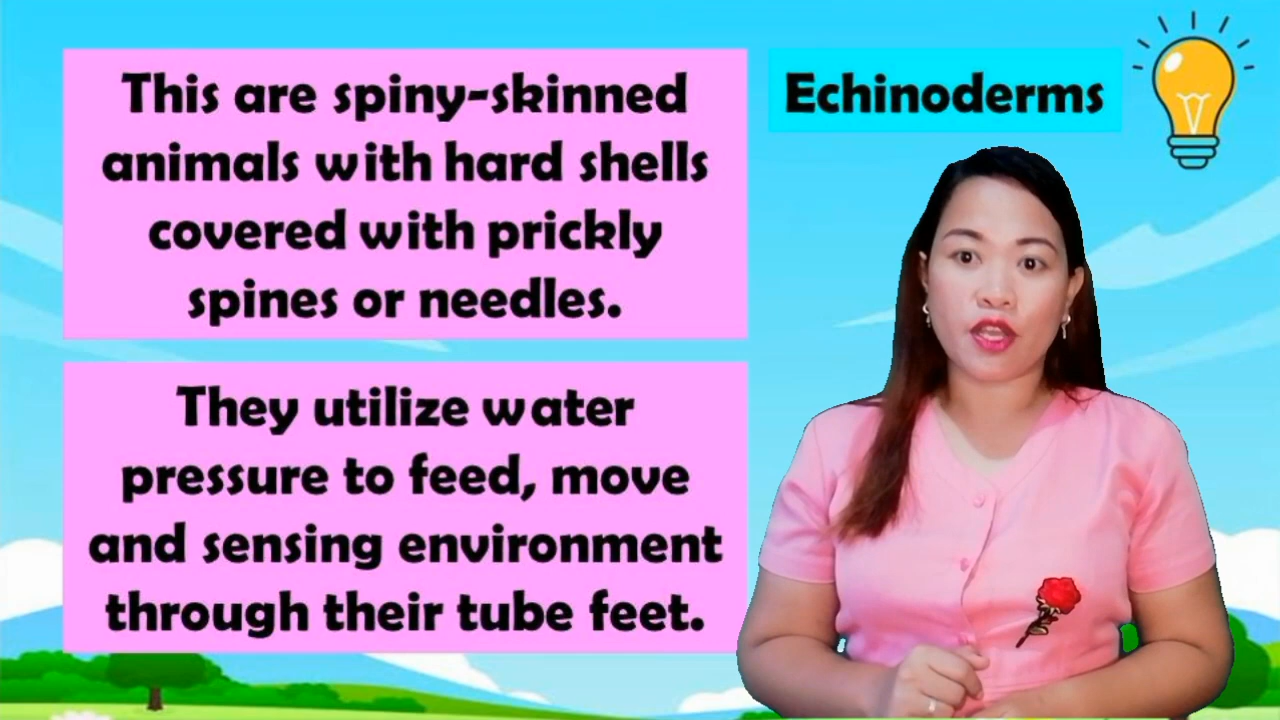 This are spiny-skinned
animals with hard shells
covered with prickly
spines or needles.
Echinoderms
They utilize water
pressure to feed, move
and sensing environment
through their tube feet.